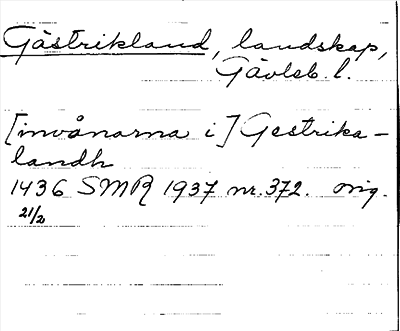 Gästrikland, landskap,
Gävleb. l.
[invånarna i] Gestrika-
landh
1436 SMR 1937 nr. 372. orig.
21/2